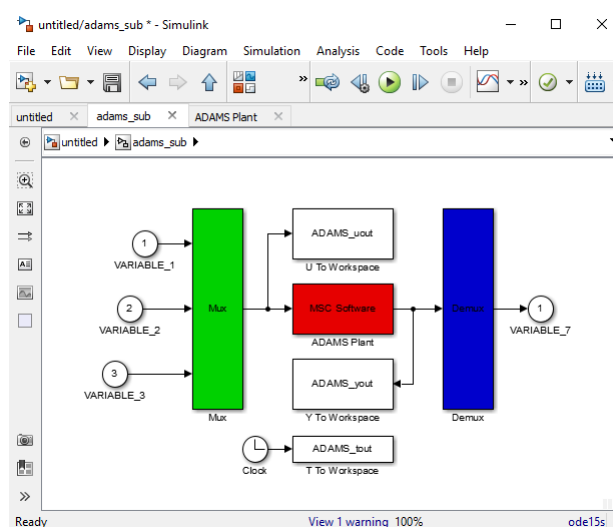 untitled/adams_sub * - Simulink
File Edit View Display Diagram Simulation Analysis Code Tools Help
untitled adams_sub ADAMS Plant
untitled adams_sub
1
VARIABLE_1
2
VARIABLE_2
3
VARIABLE_3
Mux
Mux
ADAMS_uout
U To Workspace
MSC Software
ADAMS Plant
ADAMS_yout
Y To Workspace
Demux
Demux
1
VARIABLE_7
Clock
ADAMS_tout
T To Workspace
Ready View 1 warning 100% ode15s